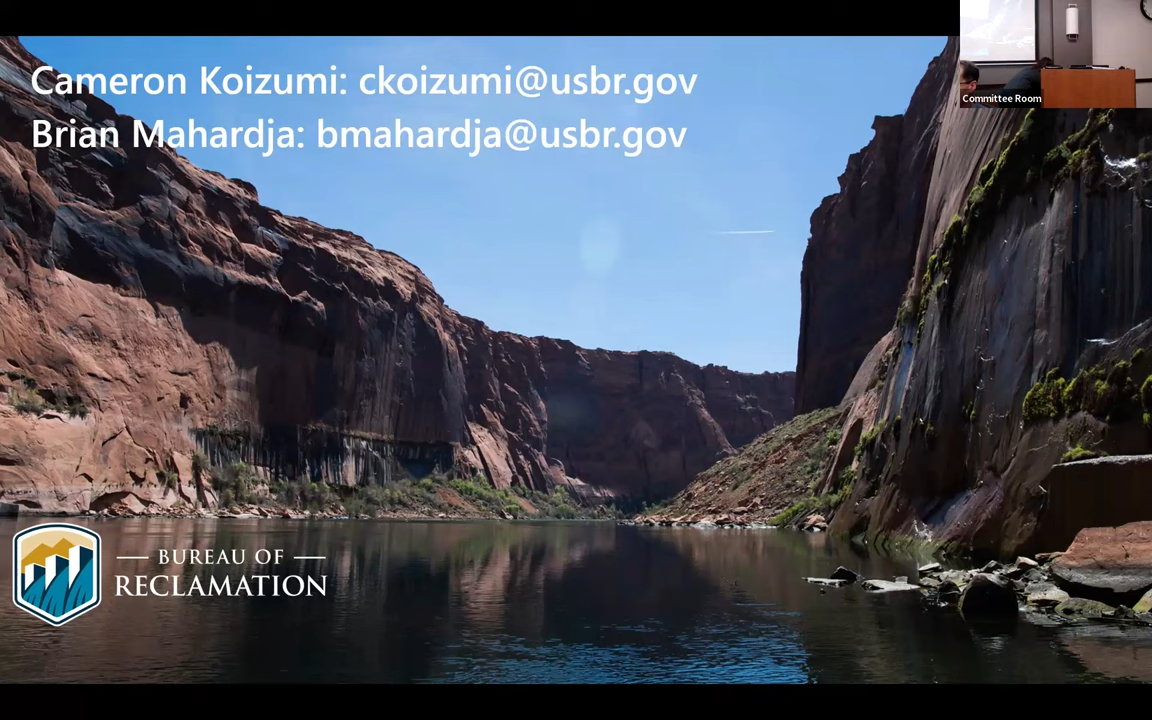 Cameron Koizumi: ckoizumi@usbr.gov
Brian Mahardja: bmahardja@usbr.gov
Committee Room
BUREAU OF
RECLAMATION